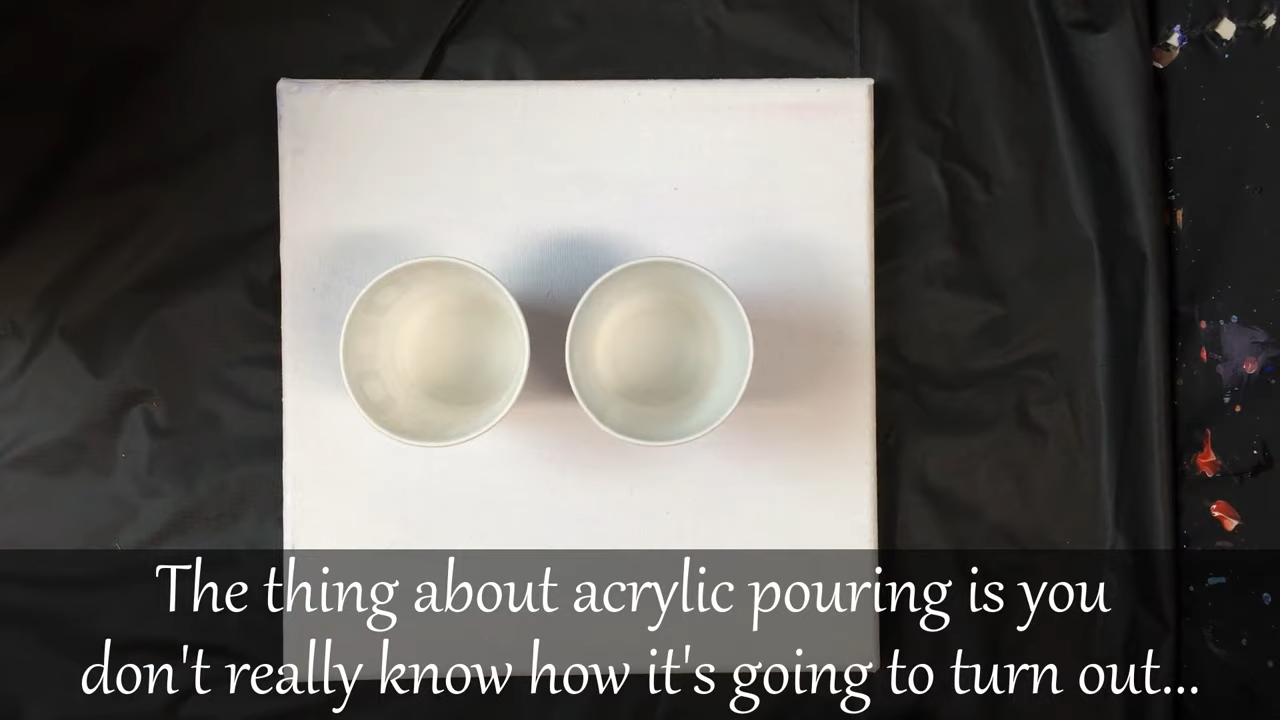 The thing about acrylic pouring is you
don't really know how it's going to turn out...